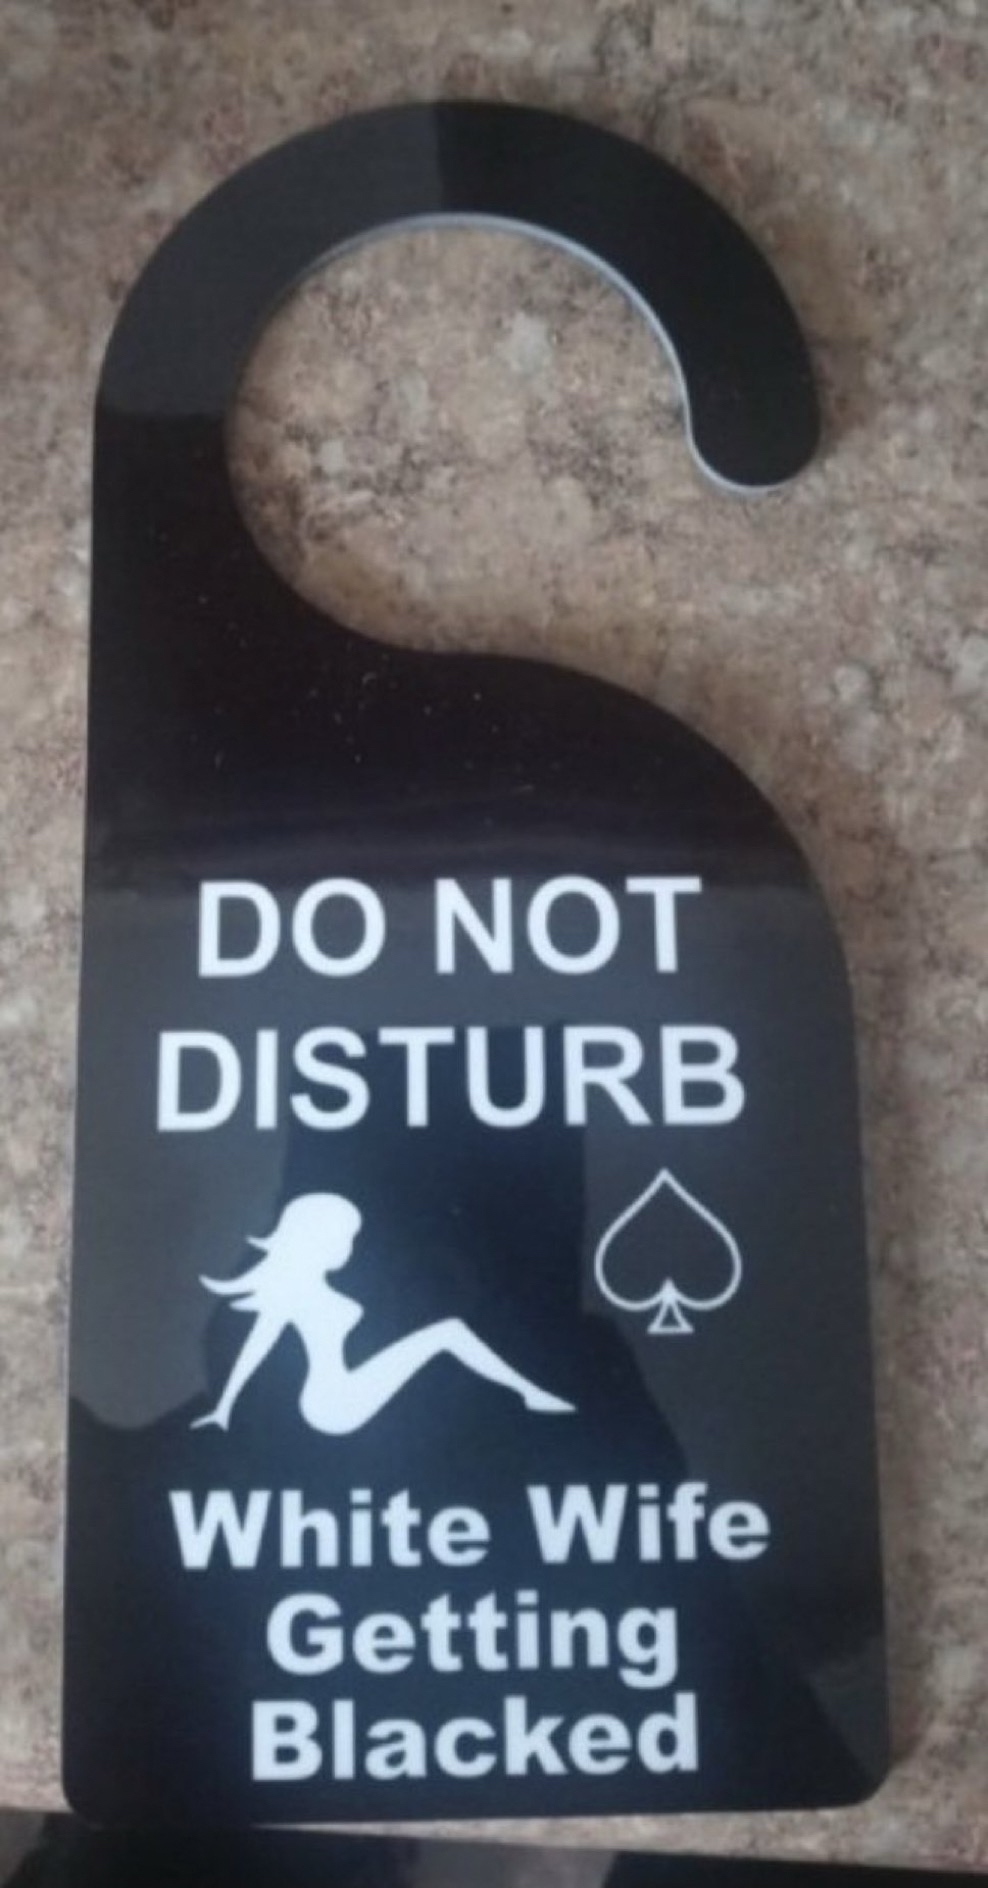 DO NOT
DISTURB
White Wife
Getting
Blacked